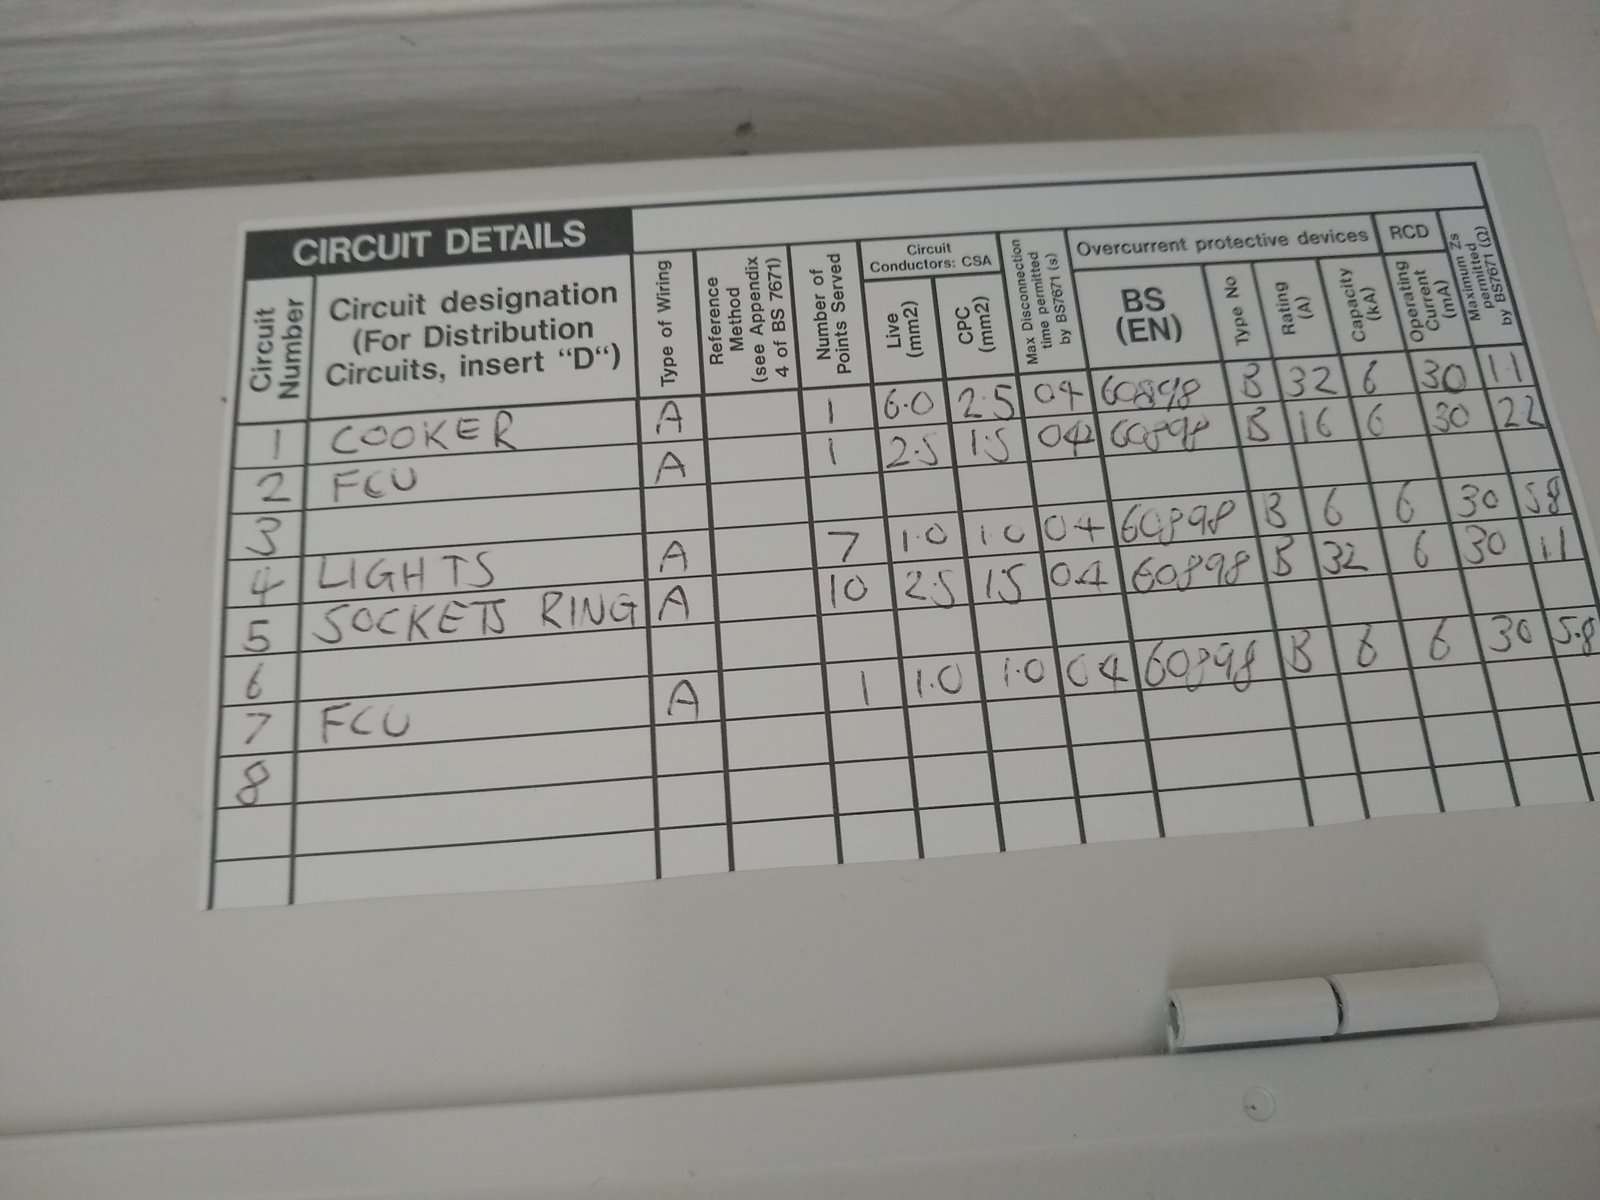 CIRCUIT DETAILS
Circuit Number
Circuit designation (For Distribution Circuits, insert “D“)
Type of Wiring
Reference Method (see Appendix 4 of BS 7671)
Number of Points Served
Circuit Conductors: CSA
Live (mm2)
CPC (mm2)
Max Disconnection time permitted by BS7671 (s)
Overcurrent protective devices
BS (EN)
Type No
Rating (A)
Capacity (kA)
RCD
Operating Current (mA)
Maximum Zs permitted by BS7671 (Ω)
1 COOKER A 1 6.0 2.5 04 60898 B 32 6 30 1.1
2 FCU A 1 2.5 1.5 04 60898 B 16 6 30 2.2
3
4 LIGHTS A 7 1.0 1.0 04 60898 B 6 6 30 5.8
5 SOCKETS RING A 10 2.5 1.5 0.4 60898 B 32 6 30 1.1
6
7 FCU A 1 1.0 1.0 04 60898 B 6 6 30 5.8
8